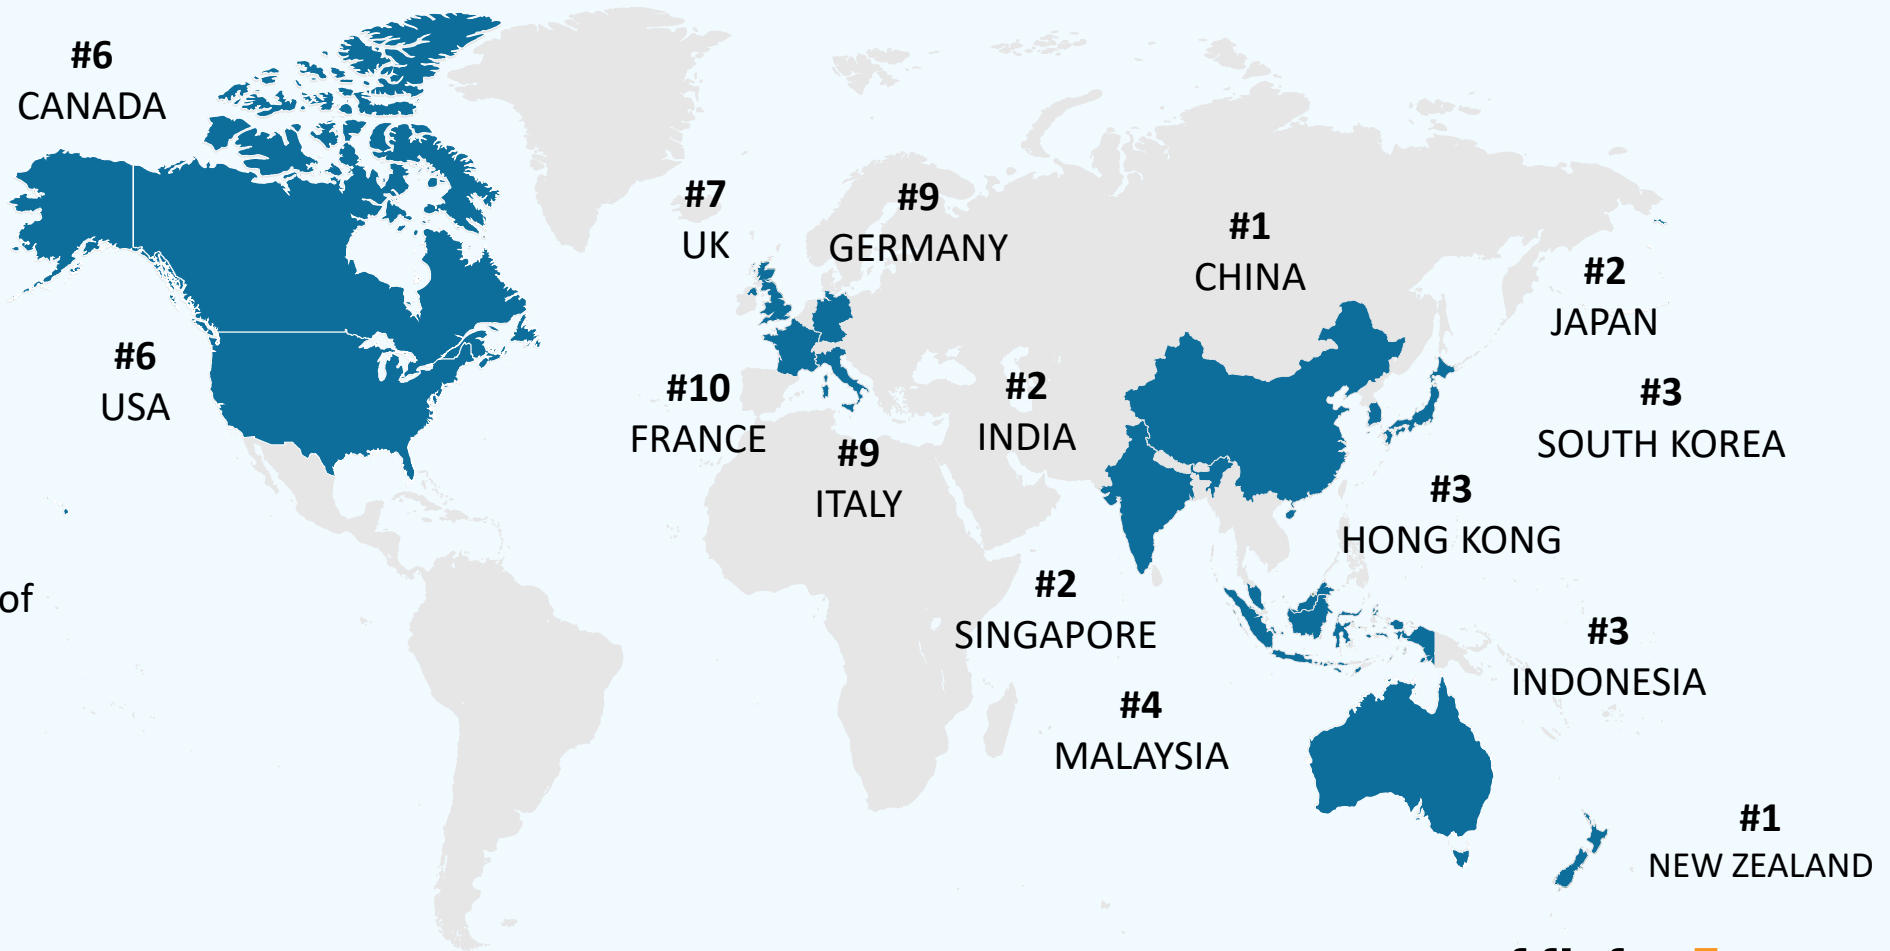 #6
CANADA
#7
UK
#9
GERMANY
#1
CHINA
#2
JAPAN
#6
USA
#10
FRANCE
#9
ITALY
#2
INDIA
#3
SOUTH KOREA
#3
HONG KONG
of
#2
SINGAPORE
#3
INDONESIA
#4
MALAYSIA
#1
NEW ZEALAND